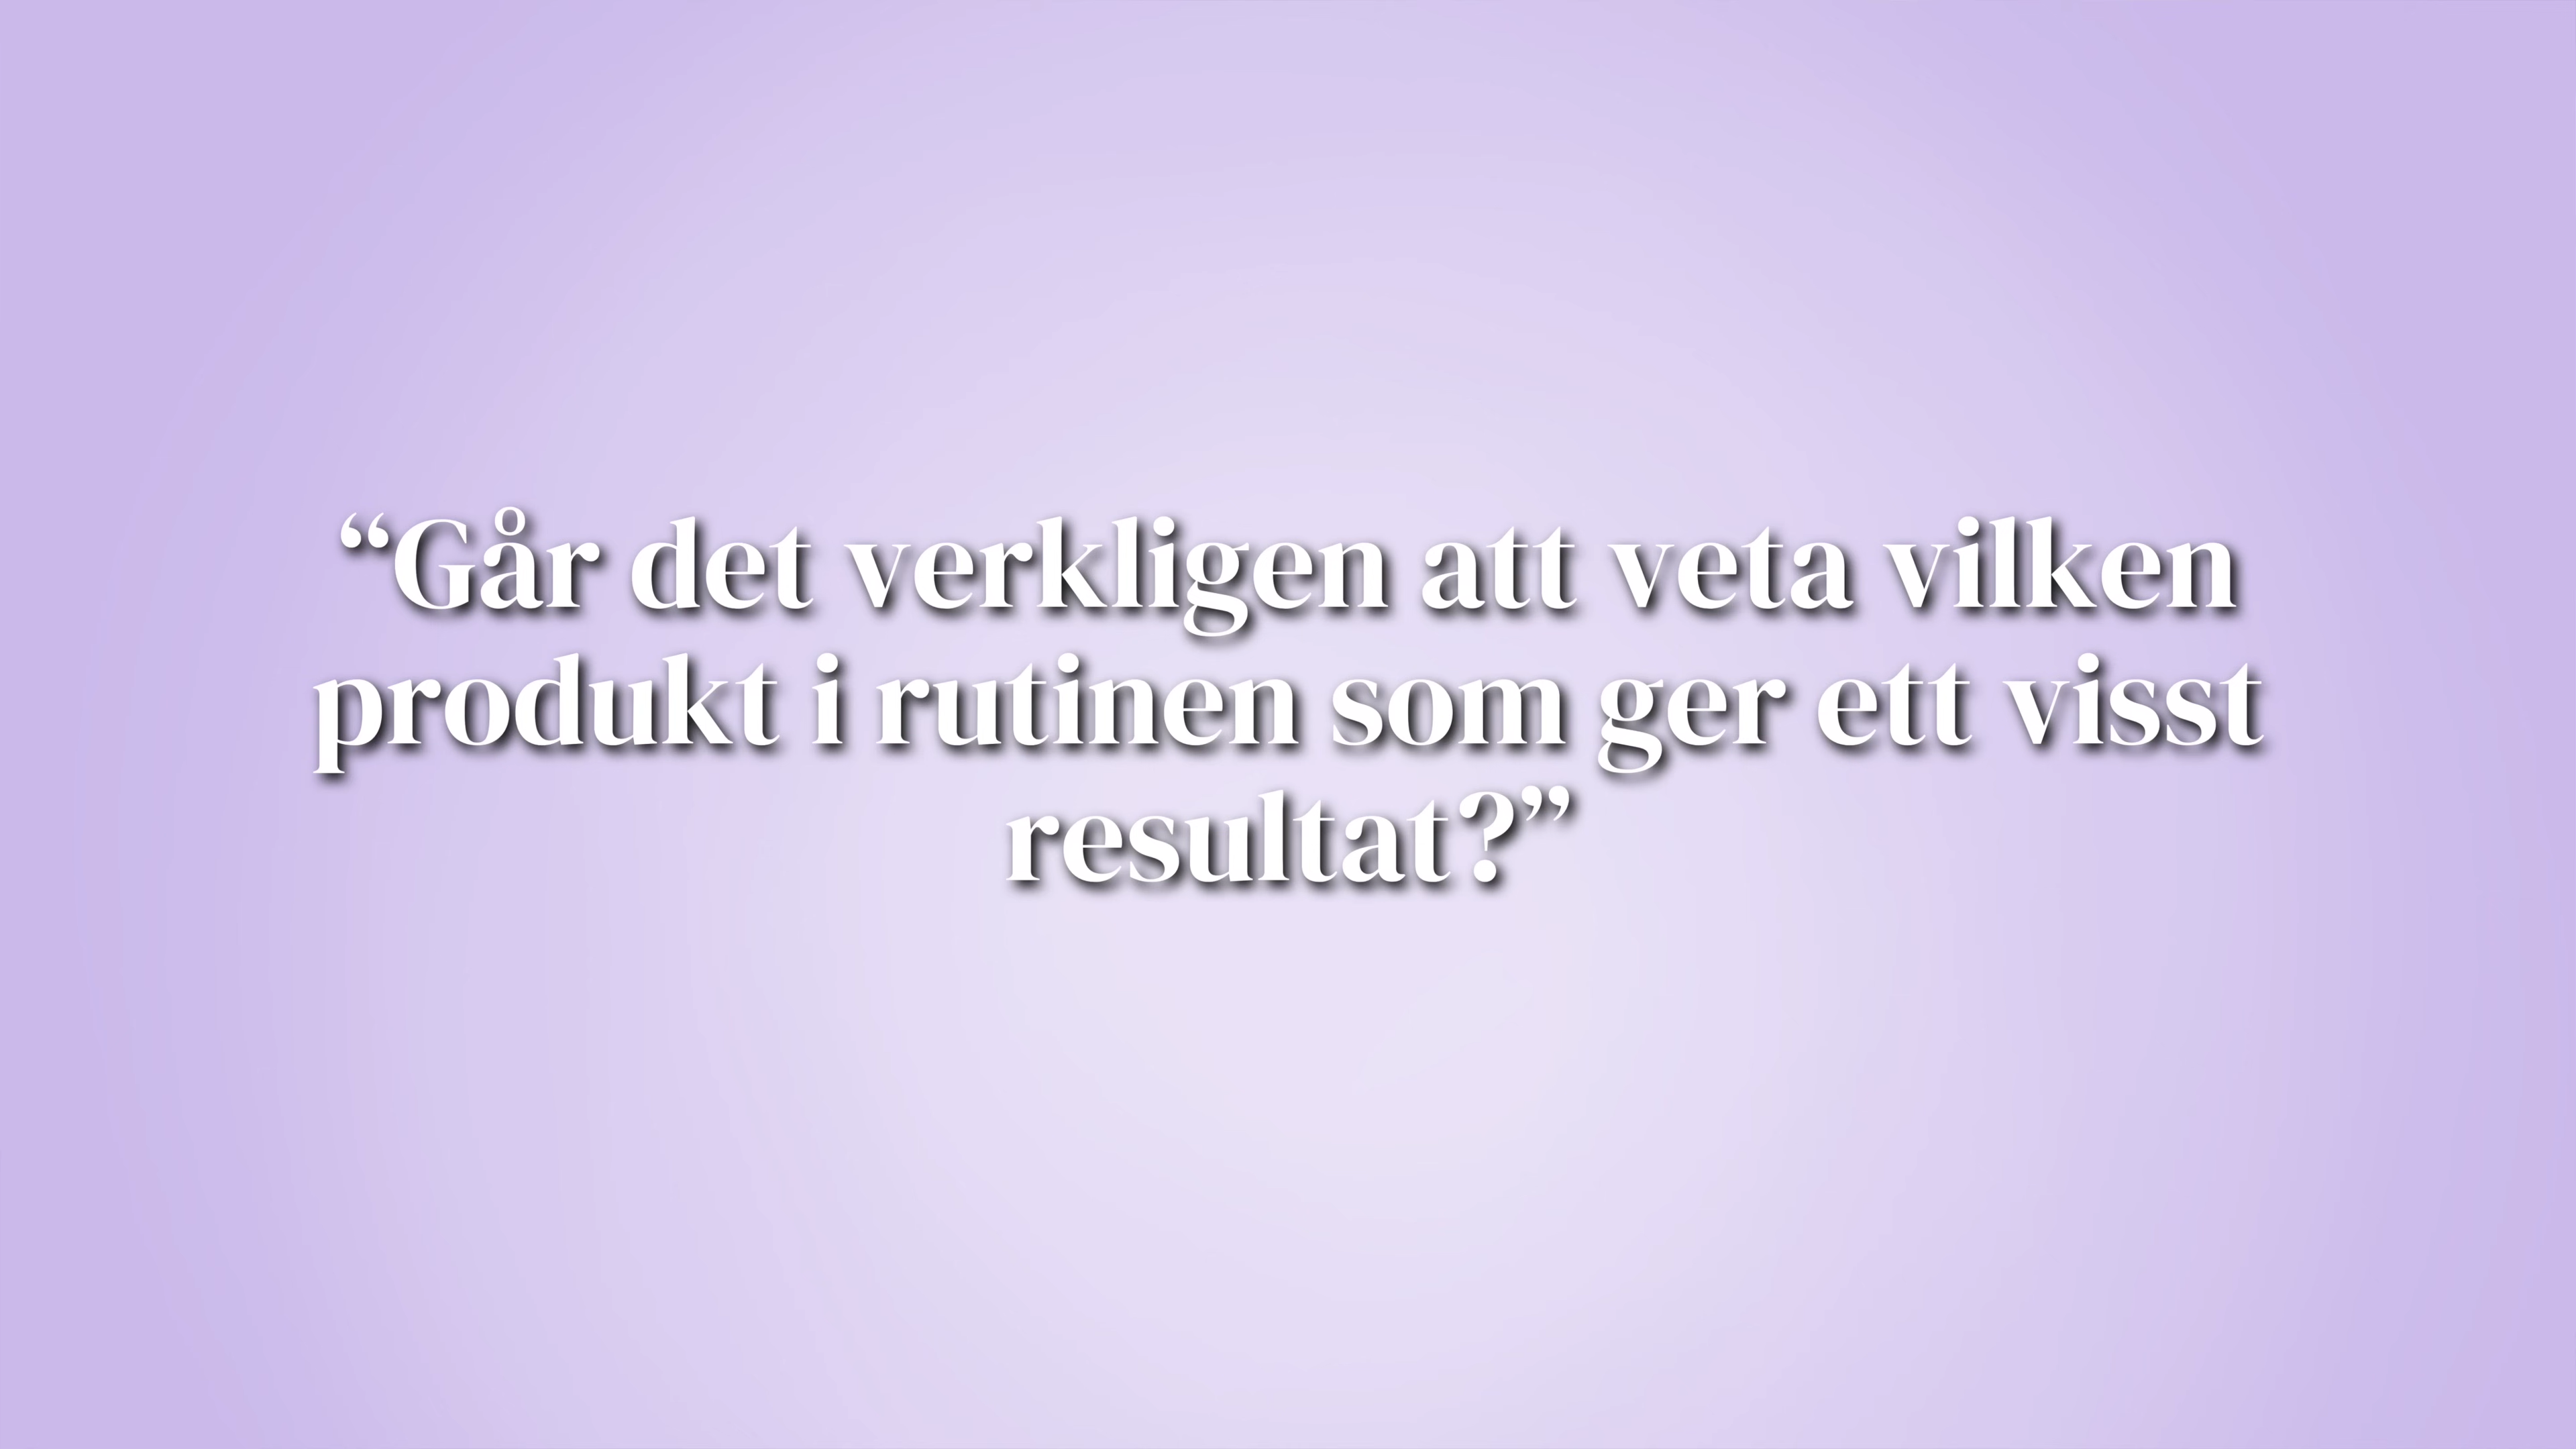 “Går det verkligen att veta vilken
produkt i rutinen som ger ett visst
resultat?”